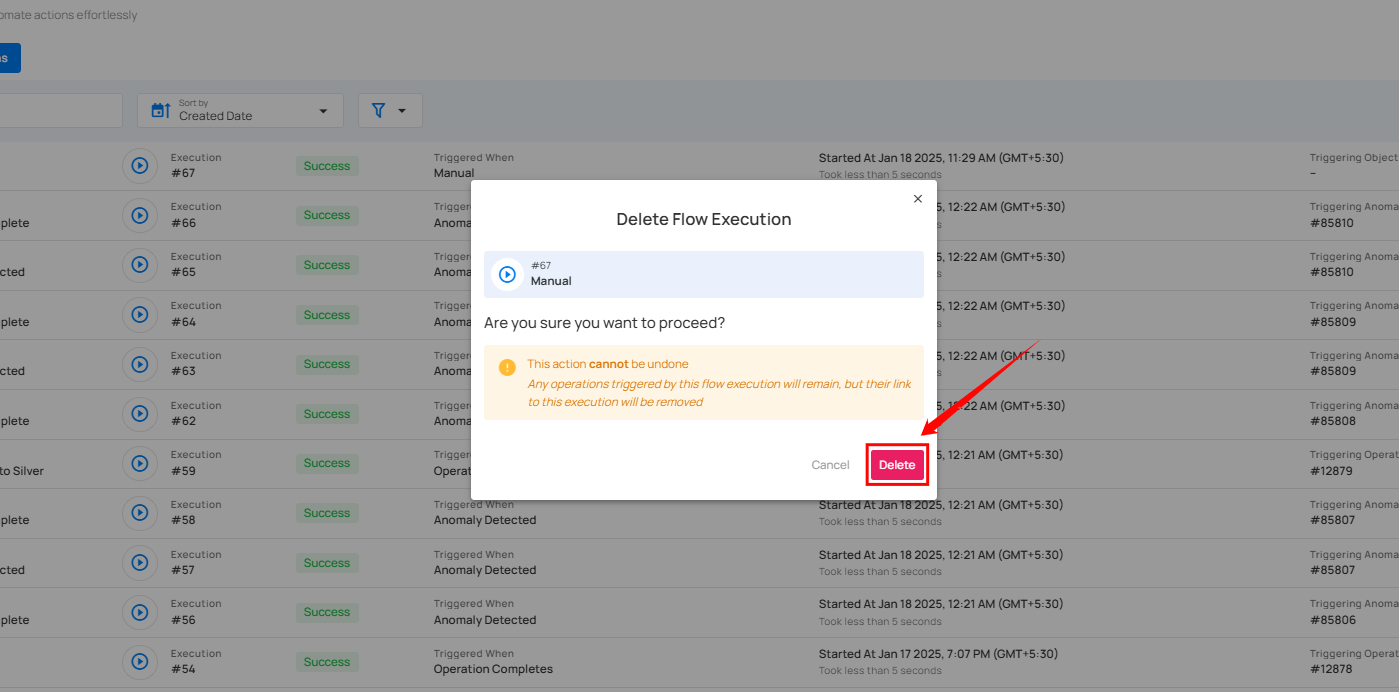 omate actions effortlessly
s
Sort by
Created Date
Execution
#67
Success
Triggered When
Manual
Started At Jan 18 2025, 11:29 AM (GMT+5:30)
Took less than 5 seconds
Triggering Object
–
plete
Execution
#66
Success
Trigger
Anoma
5, 12:22 AM (GMT+5:30)
s
Triggering Anoma
#85810
cted
Execution
#65
Success
Trigger
Anoma
5, 12:22 AM (GMT+5:30)
s
Triggering Anoma
#85810
plete
Execution
#64
Success
Trigger
Anoma
5, 12:22 AM (GMT+5:30)
s
Triggering Anoma
#85809
cted
Execution
#63
Success
Trigger
Anoma
5, 12:22 AM (GMT+5:30)
s
Triggering Anoma
#85809
plete
Execution
#62
Success
Trigger
Anoma
5, 12:22 AM (GMT+5:30)
s
Triggering Anoma
#85808
to Silver
Execution
#59
Success
Trigger
Operat
5, 12:21 AM (GMT+5:30)
s
Triggering Operat
#12879
plete
Execution
#58
Success
Triggered When
Anomaly Detected
Started At Jan 18 2025, 12:21 AM (GMT+5:30)
Took less than 5 seconds
Triggering Anoma
#85807
cted
Execution
#57
Success
Triggered When
Anomaly Detected
Started At Jan 18 2025, 12:21 AM (GMT+5:30)
Took less than 5 seconds
Triggering Anoma
#85807
plete
Execution
#56
Success
Triggered When
Anomaly Detected
Started At Jan 18 2025, 12:21 AM (GMT+5:30)
Took less than 5 seconds
Triggering Anoma
#85806
Execution
#54
Success
Triggered When
Operation Completes
Started At Jan 17 2025, 7:07 PM (GMT+5:30)
Took less than 5 seconds
Triggering Operat
#12878
Delete Flow Execution
#67
Manual
Are you sure you want to proceed?
This action cannot be undone
Any operations triggered by this flow execution will remain, but their link
to this execution will be removed
Cancel
Delete